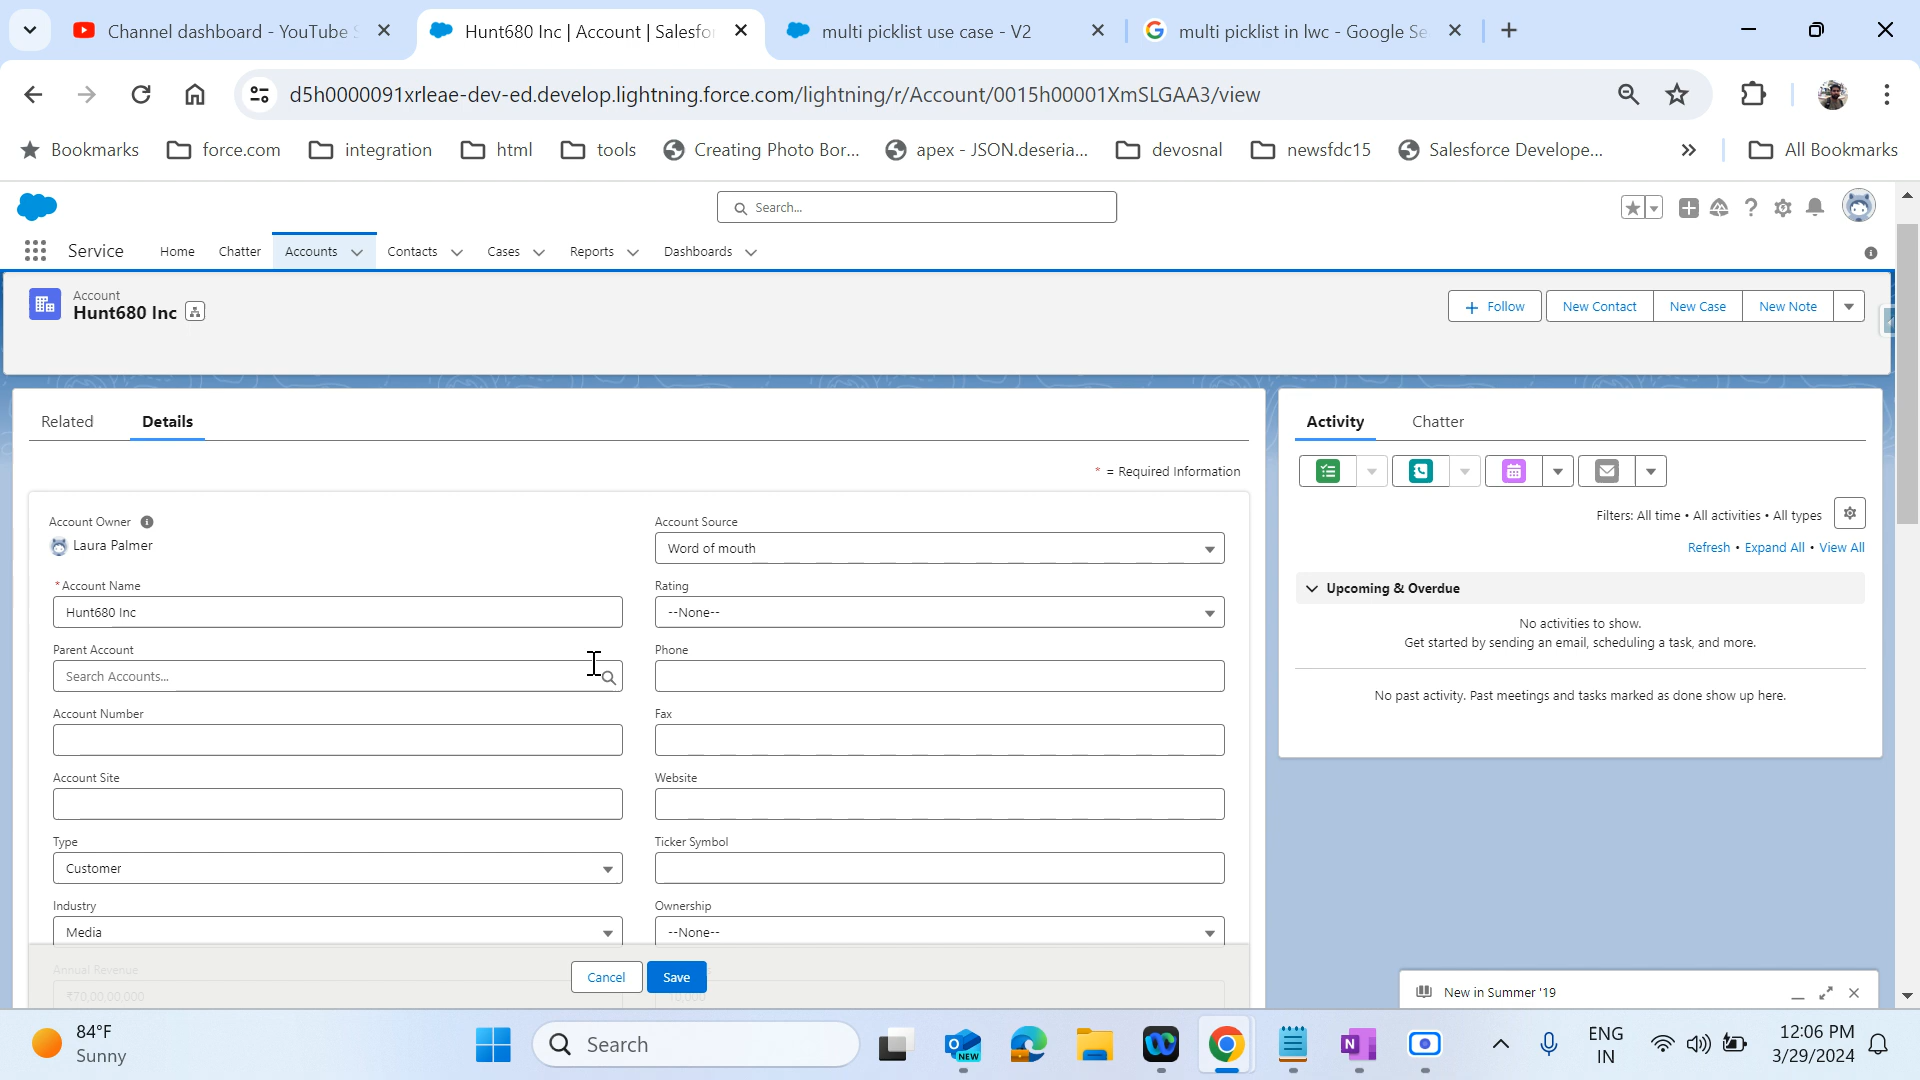 Channel dashboard - YouTube S
Hunt680 Inc | Account | Salesfo
multi picklist use case - V2
multi picklist in lwc - Google Se
d5h0000091xrleae-dev-ed.develop.lightning.force.com/lightning/r/Account/0015h00001XmSLGAA3/view
Bookmarks
force.com
integration
html
tools
Creating Photo Bor...
apex - JSON.deseria...
devosnal
newsfdc15
Salesforce Develope...
All Bookmarks
Search...
Service
Home
Chatter
Accounts
Contacts
Cases
Reports
Dashboards
Account
Hunt680 Inc
Follow
New Contact
New Case
New Note
Related
Details
* = Required Information
Account Owner
Laura Palmer
Account Source
Word of mouth
*Account Name
Hunt680 Inc
Rating
--None--
Parent Account
Search Accounts...
Phone
Account Number
Fax
Account Site
Website
Type
Customer
Ticker Symbol
Industry
Media
Ownership
--None--
Annual Revenue
₹70,00,00,000
10,000
Cancel
Save
Activity
Chatter
Filters: All time • All activities • All types
Refresh • Expand All • View All
Upcoming & Overdue
No activities to show.
Get started by sending an email, scheduling a task, and more.
No past activity. Past meetings and tasks marked as done show up here.
New in Summer '19
84°F
Sunny
Search
NEW
ENG
IN
12:06 PM
3/29/2024